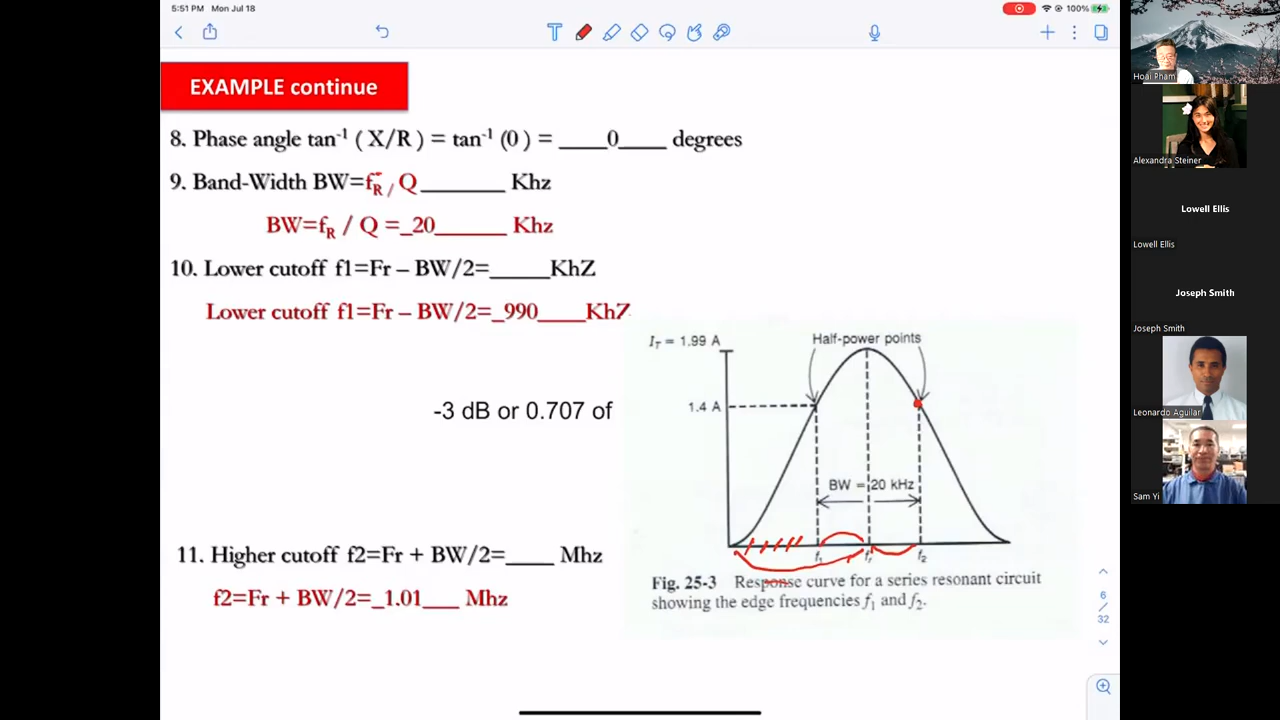 5:51 PM Mon Jul 18
100%
EXAMPLE continue
8. Phase angle tan⁻¹ ( X/R ) = tan⁻¹ (0 ) = ____0____ degrees
9. Band-Width BW=fR / Q________ Khz
BW=fR / Q =_20______ Khz
10. Lower cutoff f1=Fr – BW/2=_____KhZ
Lower cutoff f1=Fr – BW/2=_990____KhZ
-3 dB or 0.707 of
11. Higher cutoff f2=Fr + BW/2=____ Mhz
f2=Fr + BW/2=_1.01___ Mhz
IT = 1.99 A
Half-power points
1.4 A
BW = 20 kHz
f1 fr f2
Fig. 25-3 Response curve for a series resonant circuit
showing the edge frequencies f1 and f2.
6
/
32
Hoai Pham
Alexandra Steiner
Lowell Ellis
Lowell Ellis
Joseph Smith
Joseph Smith
Leonardo Aguilar
Sam Yi